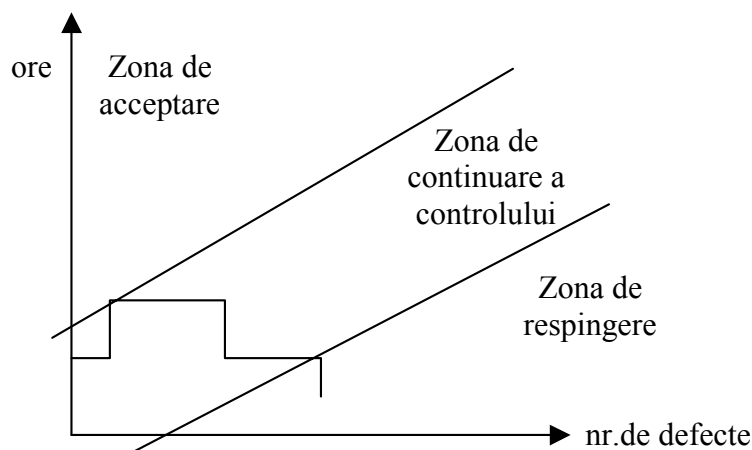 ore
Zona de
acceptare
Zona de
continuare a
controlului
Zona de
respingere
nr.de defecte